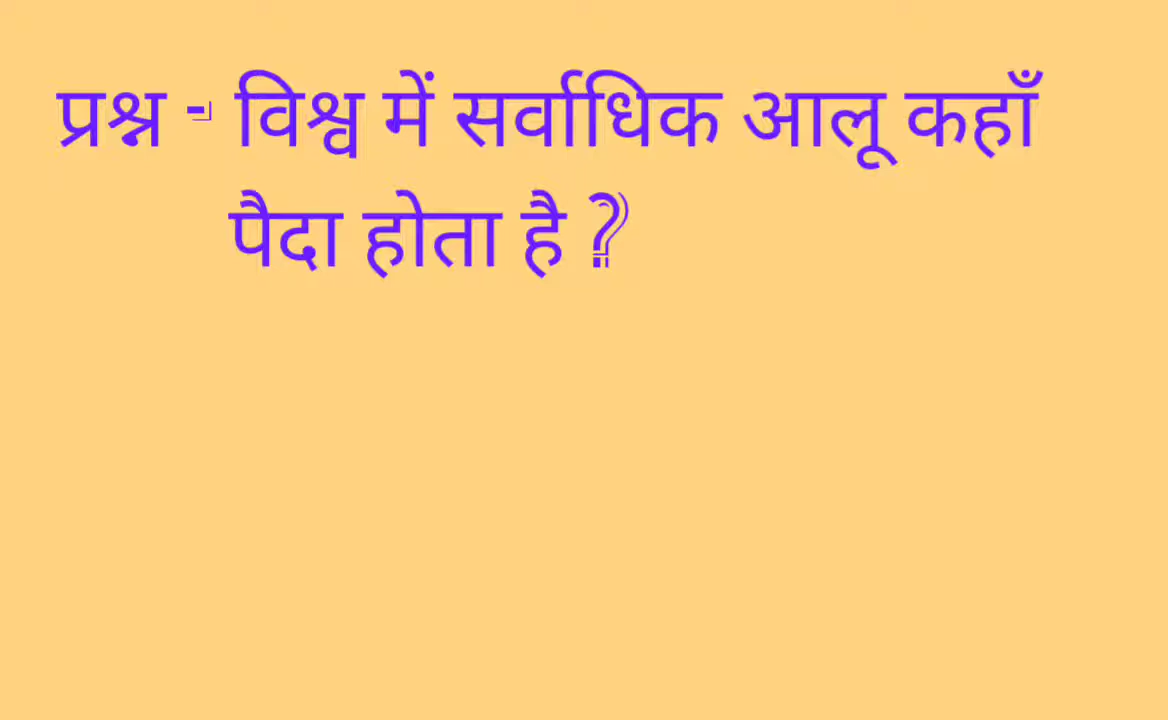 प्रश्न - विश्व में सर्वाधिक आलू कहाँ
पैदा होता है ?